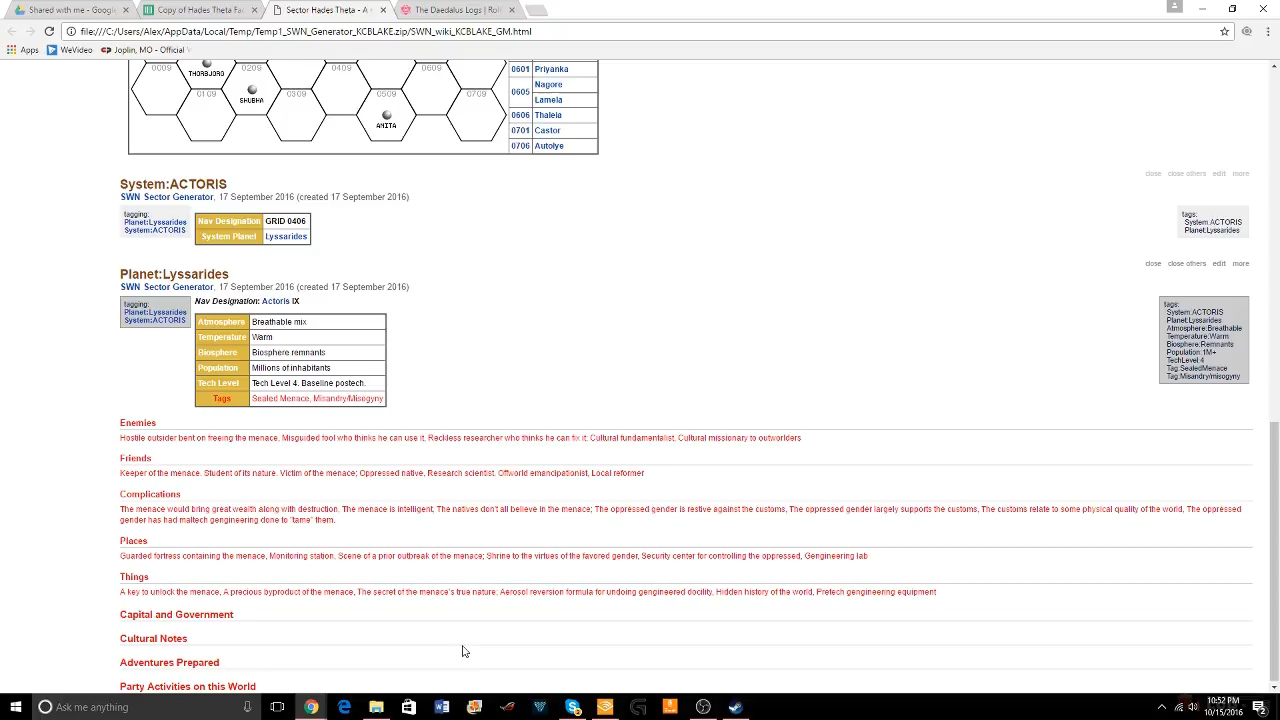 Shared with me - Google
Copy of Hades Theta Fac
Sector Hades Theta - A
The Daedalus Logs | Roll
file:///C:/Users/Alex/AppData/Local/Temp/Temp1_SWN_Generator_KCBLAKE.zip/SWN_wiki_KCBLAKE_GM.html
Apps
WeVideo
Joplin, MO - Official
0009
THORBJORG
0209
0409
0609
0601 Priyanka
0109
SHUBHA
0309
0509
ANITA
0709
0605 Nagore
Lamela
0606 Thaleia
0701 Castor
0706 Autolye
System:ACTORIS
close close others edit more
SWN Sector Generator, 17 September 2016 (created 17 September 2016)
tagging:
Planet:Lyssarides
System:ACTORIS
Nav Designation GRID 0406
System Planet Lyssarides
tags:
System:ACTORIS
Planet:Lyssarides
Planet:Lyssarides
close close others edit more
SWN Sector Generator, 17 September 2016 (created 17 September 2016)
tagging:
Planet:Lyssarides
System:ACTORIS
Nav Designation: Actoris IX
Atmosphere Breathable mix
Temperature Warm
Biosphere Biosphere remnants
Population Millions of inhabitants
Tech Level Tech Level 4. Baseline postech.
Tags Sealed Menace, Misandry/Misogyny
tags:
System:ACTORIS
Planet:Lyssarides
Atmosphere:Breathable
Temperature:Warm
Biosphere:Remnants
Population:1M+
TechLevel:4
Tag:SealedMenace
Tag:Misandry/misogyny
Enemies
Hostile outsider bent on freeing the menace, Misguided fool who thinks he can use it, Reckless researcher who thinks he can fix it; Cultural fundamentalist, Cultural missionary to outworlders
Friends
Keeper of the menace, Student of its nature, Victim of the menace; Oppressed native, Research scientist, Offworld emancipationist, Local reformer
Complications
The menace would bring great wealth along with destruction, The menace is intelligent, The natives don't all believe in the menace; The oppressed gender is restive against the customs, The oppressed gender largely supports the customs, The customs relate to some physical quality of the world, The oppressed
gender has had maltech gengineering done to "tame" them.
Places
Guarded fortress containing the menace, Monitoring station, Scene of a prior outbreak of the menace; Shrine to the virtues of the favored gender, Security center for controlling the oppressed, Gengineering lab
Things
A key to unlock the menace, A precious byproduct of the menace, The secret of the menace's true nature; Aerosol reversion formula for undoing gengineered docility, Hidden history of the world, Pretech gengineering equipment
Capital and Government
Cultural Notes
Adventures Prepared
Party Activities on this World
Ask me anything
10:52 PM
10/15/2016